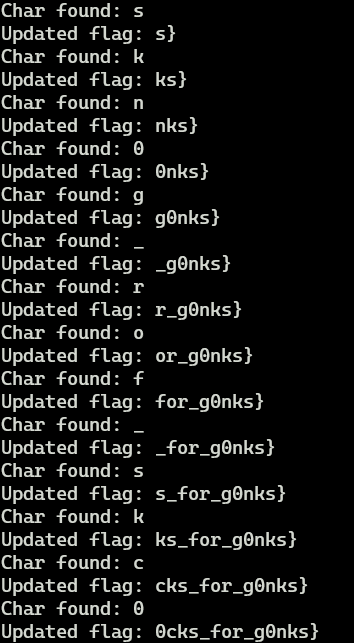 Char found: s
Updated flag: s}
Char found: k
Updated flag: ks}
Char found: n
Updated flag: nks}
Char found: 0
Updated flag: 0nks}
Char found: g
Updated flag: g0nks}
Char found: _
Updated flag: _g0nks}
Char found: r
Updated flag: r_g0nks}
Char found: o
Updated flag: or_g0nks}
Char found: f
Updated flag: for_g0nks}
Char found: _
Updated flag: _for_g0nks}
Char found: s
Updated flag: s_for_g0nks}
Char found: k
Updated flag: ks_for_g0nks}
Char found: c
Updated flag: cks_for_g0nks}
Char found: 0
Updated flag: 0cks_for_g0nks}